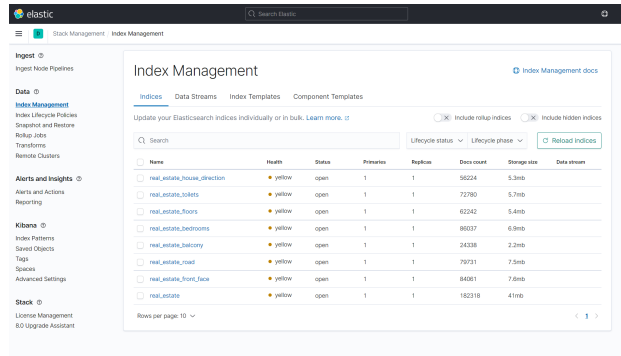 elastic
Search Elastic
D Stack Management Index Management
Ingest
Ingest Node Pipelines
Data
Index Management
Index Lifecycle Policies
Snapshot and Restore
Rollup Jobs
Transforms
Remote Clusters
Alerts and Insights
Alerts and Actions
Reporting
Kibana
Index Patterns
Saved Objects
Tags
Spaces
Advanced Settings
Stack
License Management
8.0 Upgrade Assistant
Index Management
Index Management docs
Indices Data Streams Index Templates Component Templates
Update your Elasticsearch indices individually or in bulk. Learn more.
Include rollup indices Include hidden indices
Search Lifecycle status Lifecycle phase Reload indices
Name Health Status Primaries Replicas Docs count Storage size Data stream
real_estate_house_direction yellow open 1 1 56224 5.3mb
real_estate_toilets yellow open 1 1 72780 5.7mb
real_estate_floors yellow open 1 1 62242 5.4mb
real_estate_bedrooms yellow open 1 1 86037 6.9mb
real_estate_balcony yellow open 1 1 24338 2.2mb
real_estate_road yellow open 1 1 79731 7.5mb
real_estate_front_face yellow open 1 1 84061 7.6mb
real_estate yellow open 1 1 182318 41mb
Rows per page: 10
1